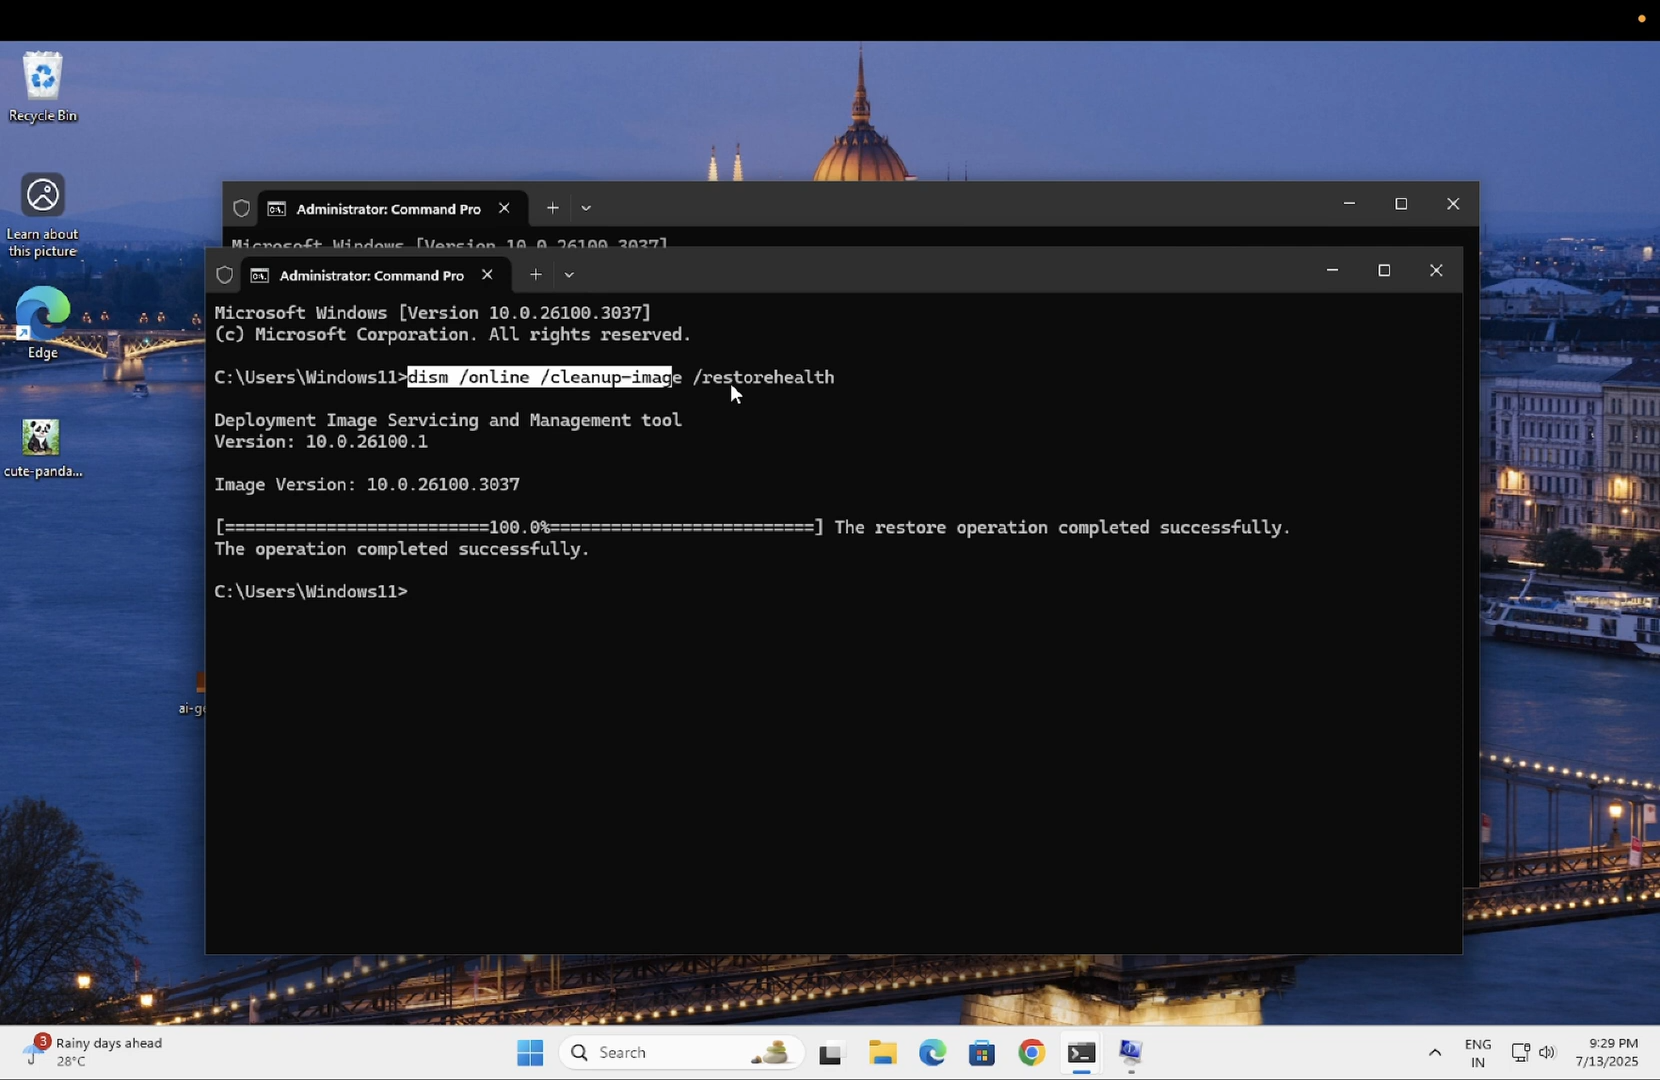 Recycle Bin
Learn about
this picture
Edge
cute-panda...
ai-ge
Administrator: Command Pro
Microsoft Windows [Version 10.0.26100.3037]
Administrator: Command Pro
Microsoft Windows [Version 10.0.26100.3037]
(c) Microsoft Corporation. All rights reserved.
C:\Users\Windows11>dism /online /cleanup-image /restorehealth
Deployment Image Servicing and Management tool
Version: 10.0.26100.1
Image Version: 10.0.26100.3037
[==========================100.0%==========================] The restore operation completed successfully.
The operation completed successfully.
C:\Users\Windows11>
3
Rainy days ahead
28°C
Search
ENG
IN
9:29 PM
7/13/2025